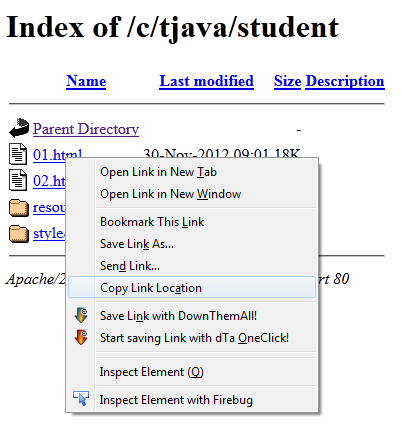 Index of /c/tjava/student
Name Last modified Size Description
Parent Directory -
01.html 30-Nov-2012 09:01 18K
Open Link in New Tab
02.ht
Open Link in New Window
resou
Bookmark This Link
style/
Save Link As...
Send Link...
Apache/2 rt 80
Copy Link Location
Save Link with DownThemAll!
Start saving Link with dTa OneClick!
Inspect Element (Q)
Inspect Element with Firebug